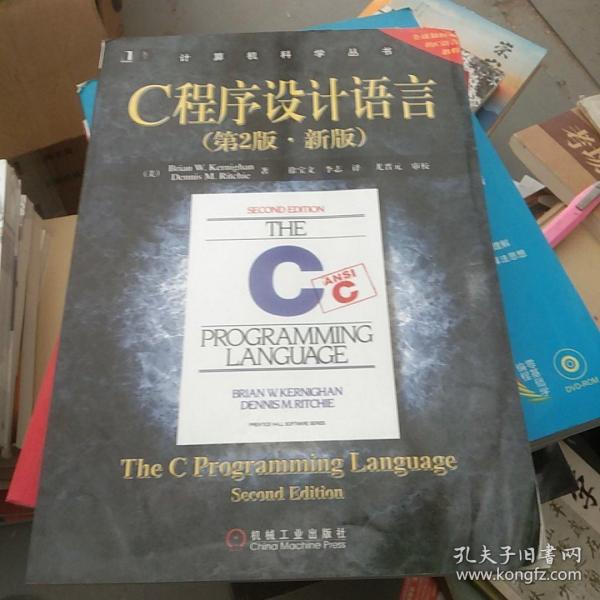 计算机科学丛书
C程序设计语言
(第2版·新版)
(美) Brian W. Kernighan
Dennis M. Ritchie 著 徐宝文 李志 译 尤晋元 审校
SECOND EDITION
THE
C
ANSI
C
PROGRAMMING
LANGUAGE
BRIAN W. KERNIGHAN
DENNIS M. RITCHIE
PRENTICE HALL SOFTWARE SERIES
The C Programming Language
Second Edition
机械工业出版社
China Machine Press
DVD-ROM
孔夫子旧书网
www.kongfz.com